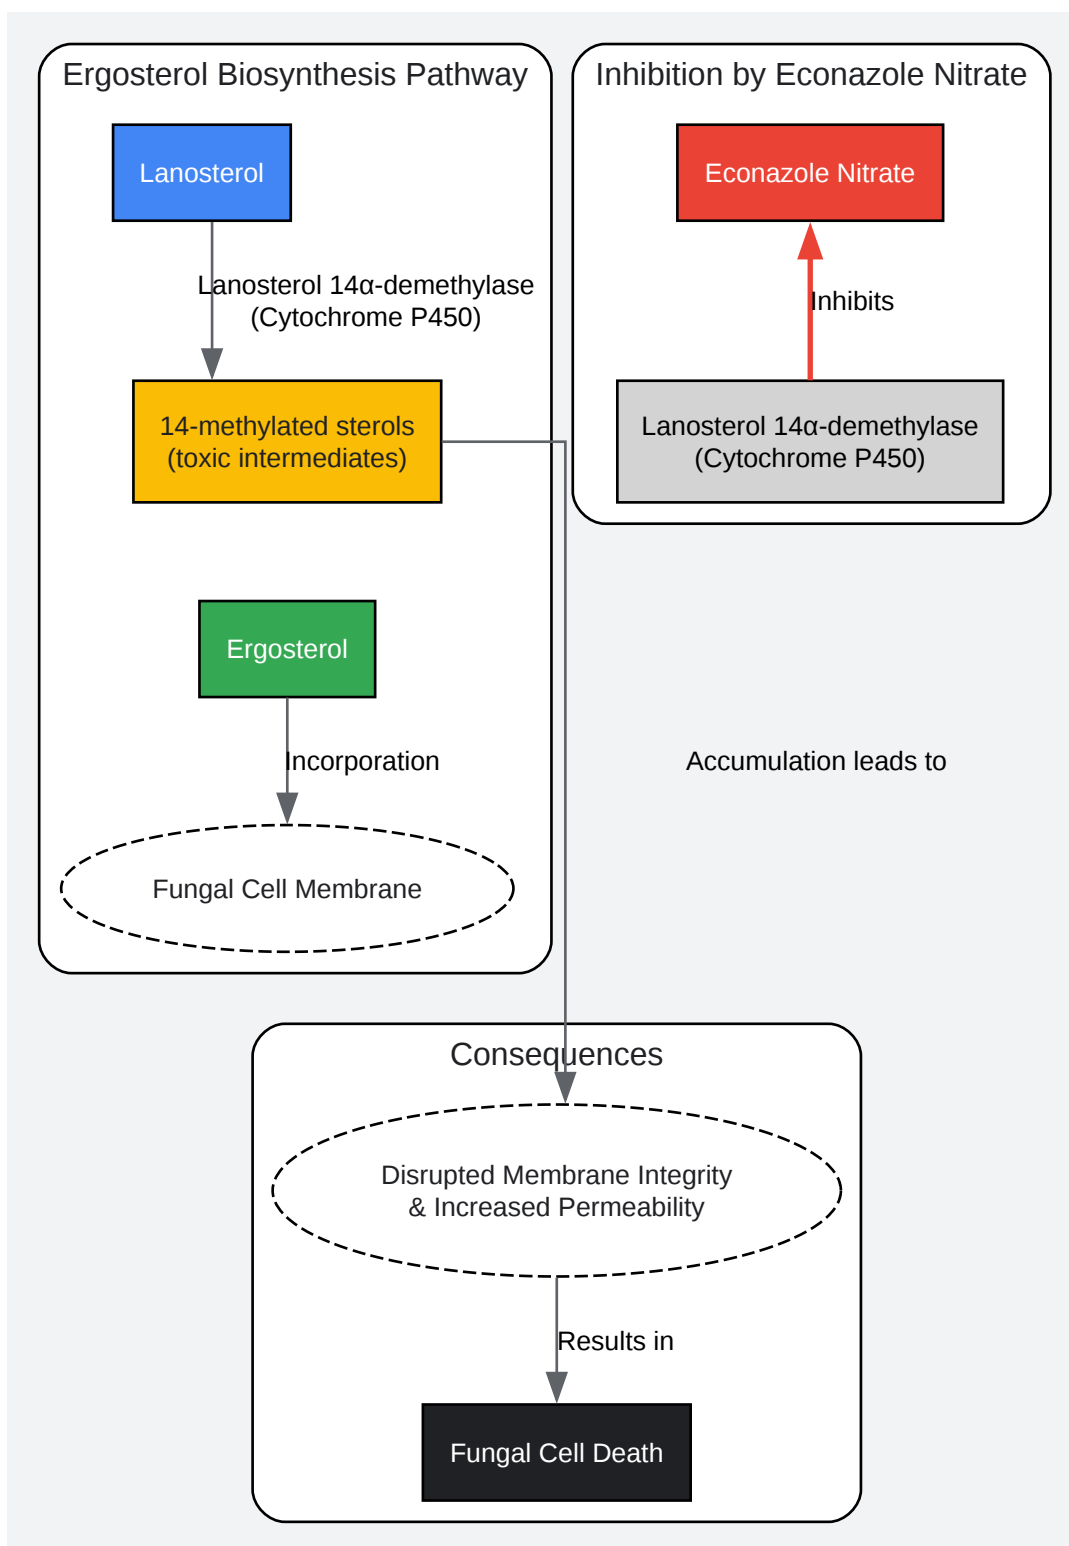 Ergosterol Biosynthesis Pathway
Lanosterol
Lanosterol 14α-demethylase
(Cytochrome P450)
14-methylated sterols
(toxic intermediates)
Ergosterol
Incorporation
Fungal Cell Membrane
Inhibition by Econazole Nitrate
Econazole Nitrate
Inhibits
Lanosterol 14α-demethylase
(Cytochrome P450)
Accumulation leads to
Consequences
Disrupted Membrane Integrity
& Increased Permeability
Results in
Fungal Cell Death